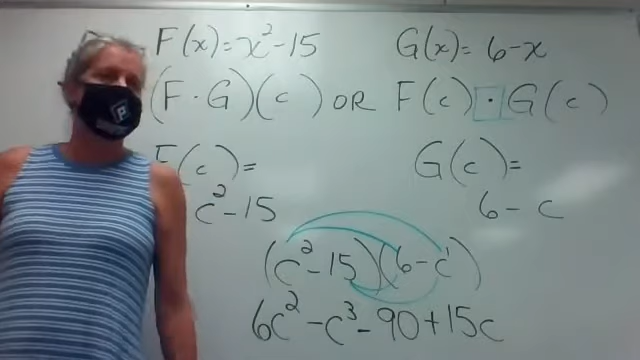 F(x)=x²-15 G(x)=6-x
(F·G)(c) OR F(c)·G(c)
F(c)= G(c)=
c²-15 6-c
(c²-15)(6-c)
6c²-c³-90+15c
P